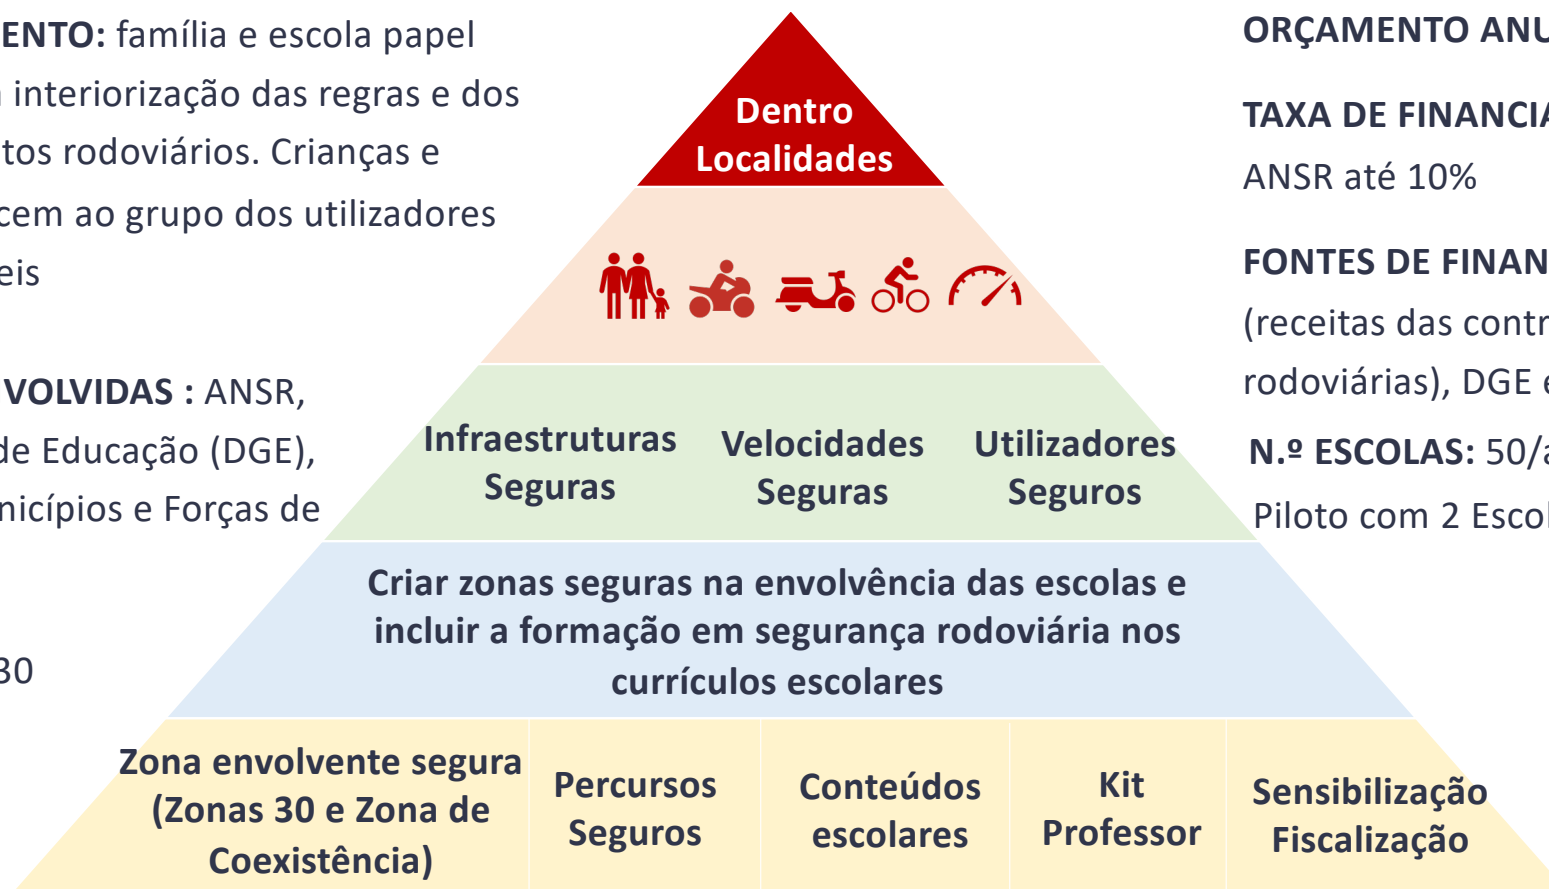 ENTO: família e escola papel
interiorização das regras e dos
tos rodoviários. Crianças e
cem ao grupo dos utilizadores
eis
VOLVIDAS : ANSR,
de Educação (DGE),
nicípios e Forças de
30
Dentro
Localidades
Infraestruturas
Seguras
Velocidades
Seguras
Utilizadores
Seguros
Criar zonas seguras na envolvência das escolas e
incluir a formação em segurança rodoviária nos
currículos escolares
Zona envolvente segura
(Zonas 30 e Zona de
Coexistência)
Percursos
Seguros
Conteúdos
escolares
Kit
Professor
Sensibilização
Fiscalização
ORÇAMENTO ANU
TAXA DE FINANCIA
ANSR até 10%
FONTES DE FINAN
(receitas das contr
rodoviárias), DGE e
N.º ESCOLAS: 50/a
Piloto com 2 Escol